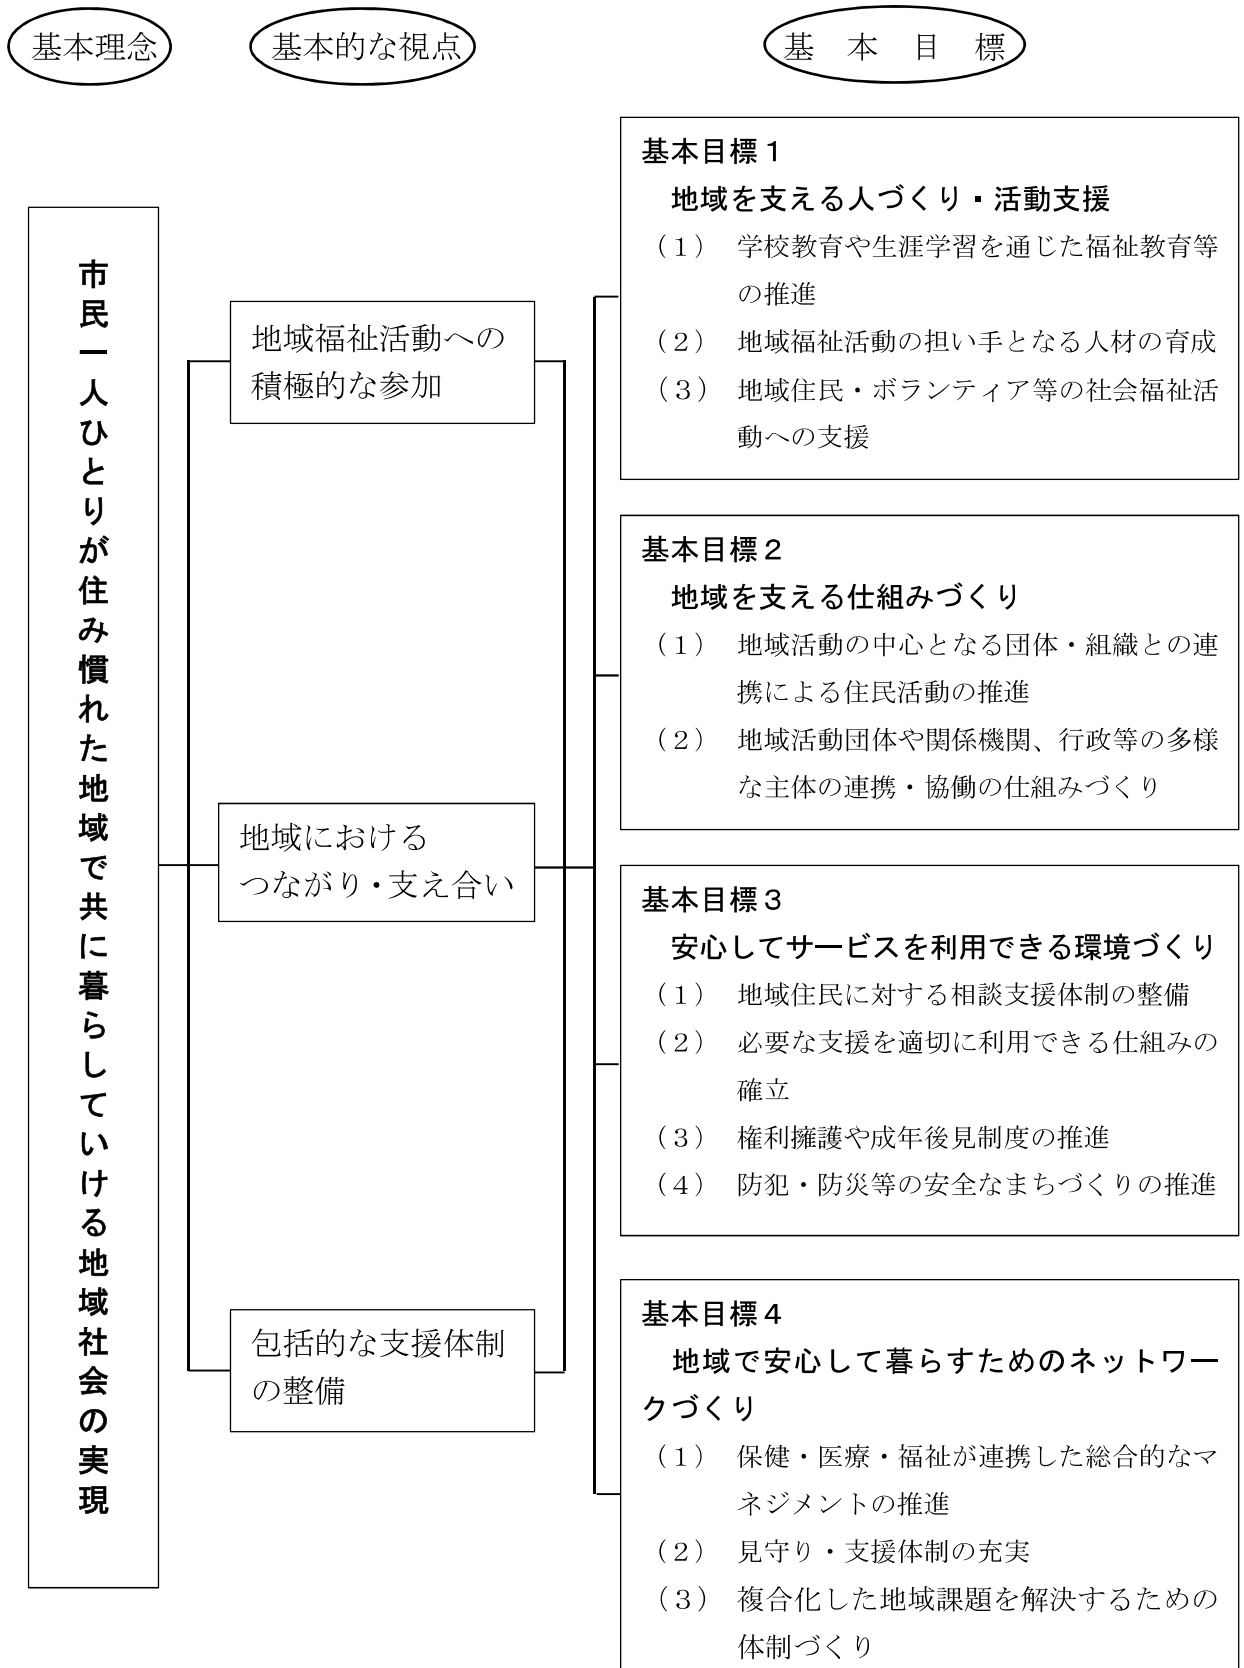 基本理念
基本的な視点
基本目標
市民一人ひとりが住み慣れた地域で共に暮らしていける地域社会の実現
地域福祉活動への
積極的な参加
地域における
つながり・支え合い
包括的な支援体制
の整備
基本目標1
地域を支える人づくり・活動支援
(1) 学校教育や生涯学習を通じた福祉教育等
の推進
(2) 地域福祉活動の担い手となる人材の育成
(3) 地域住民・ボランティア等の社会福祉活
動への支援
基本目標2
地域を支える仕組みづくり
(1) 地域活動の中心となる団体・組織との連
携による住民活動の推進
(2) 地域活動団体や関係機関、行政等の多様
な主体の連携・協働の仕組みづくり
基本目標3
安心してサービスを利用できる環境づくり
(1) 地域住民に対する相談支援体制の整備
(2) 必要な支援を適切に利用できる仕組みの
確立
(3) 権利擁護や成年後見制度の推進
(4) 防犯・防災等の安全なまちづくりの推進
基本目標4
地域で安心して暮らすためのネットワー
クづくり
(1) 保健・医療・福祉が連携した総合的なマ
ネジメントの推進
(2) 見守り・支援体制の充実
(3) 複合化した地域課題を解決するための
体制づくり